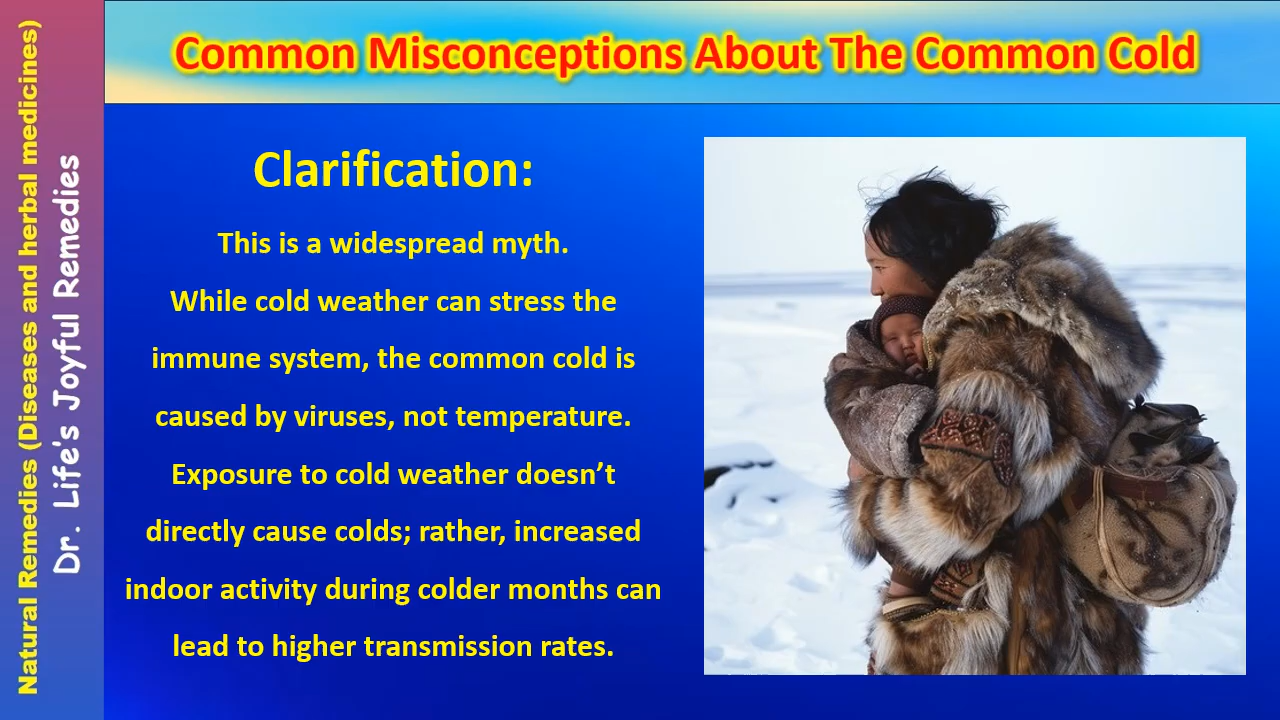 Common Misconceptions About The Common Cold
Natural Remedies (Diseases and herbal medicines)
Dr. Life's Joyful Remedies
Clarification:
This is a widespread myth.
While cold weather can stress the
immune system, the common cold is
caused by viruses, not temperature.
Exposure to cold weather doesn’t
directly cause colds; rather, increased
indoor activity during colder months can
lead to higher transmission rates.